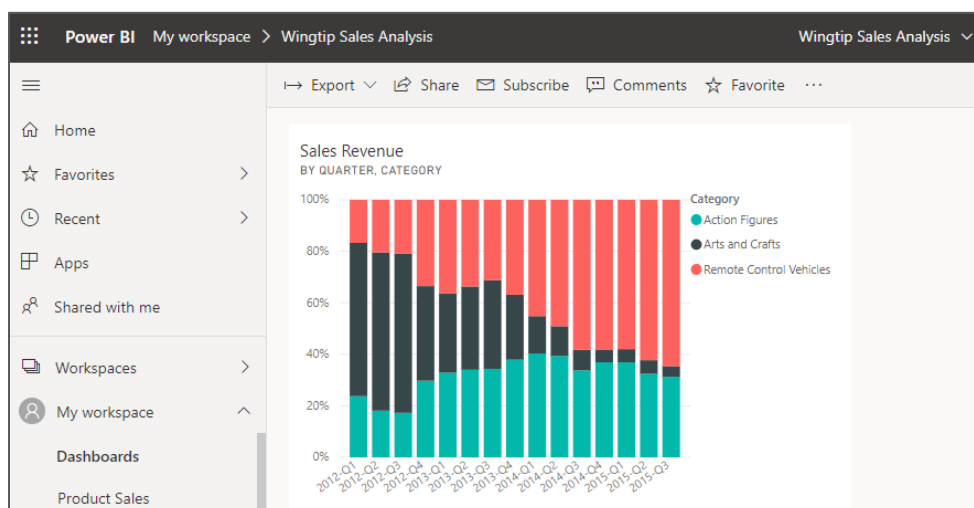 Power BI My workspace > Wingtip Sales Analysis Wingtip Sales Analysis
Export Share Subscribe Comments Favorite ...
Home
Favorites
Recent
Apps
Shared with me
Workspaces
My workspace
Dashboards
Product Sales
Sales Revenue
BY QUARTER, CATEGORY
100%
80%
60%
40%
20%
0%
2012-Q1 2012-Q2 2012-Q3 2012-Q4 2013-Q1 2013-Q2 2013-Q3 2013-Q4 2014-Q1 2014-Q2 2014-Q3 2014-Q4 2015-Q1 2015-Q2 2015-Q3
Category
Action Figures
Arts and Crafts
Remote Control Vehicles